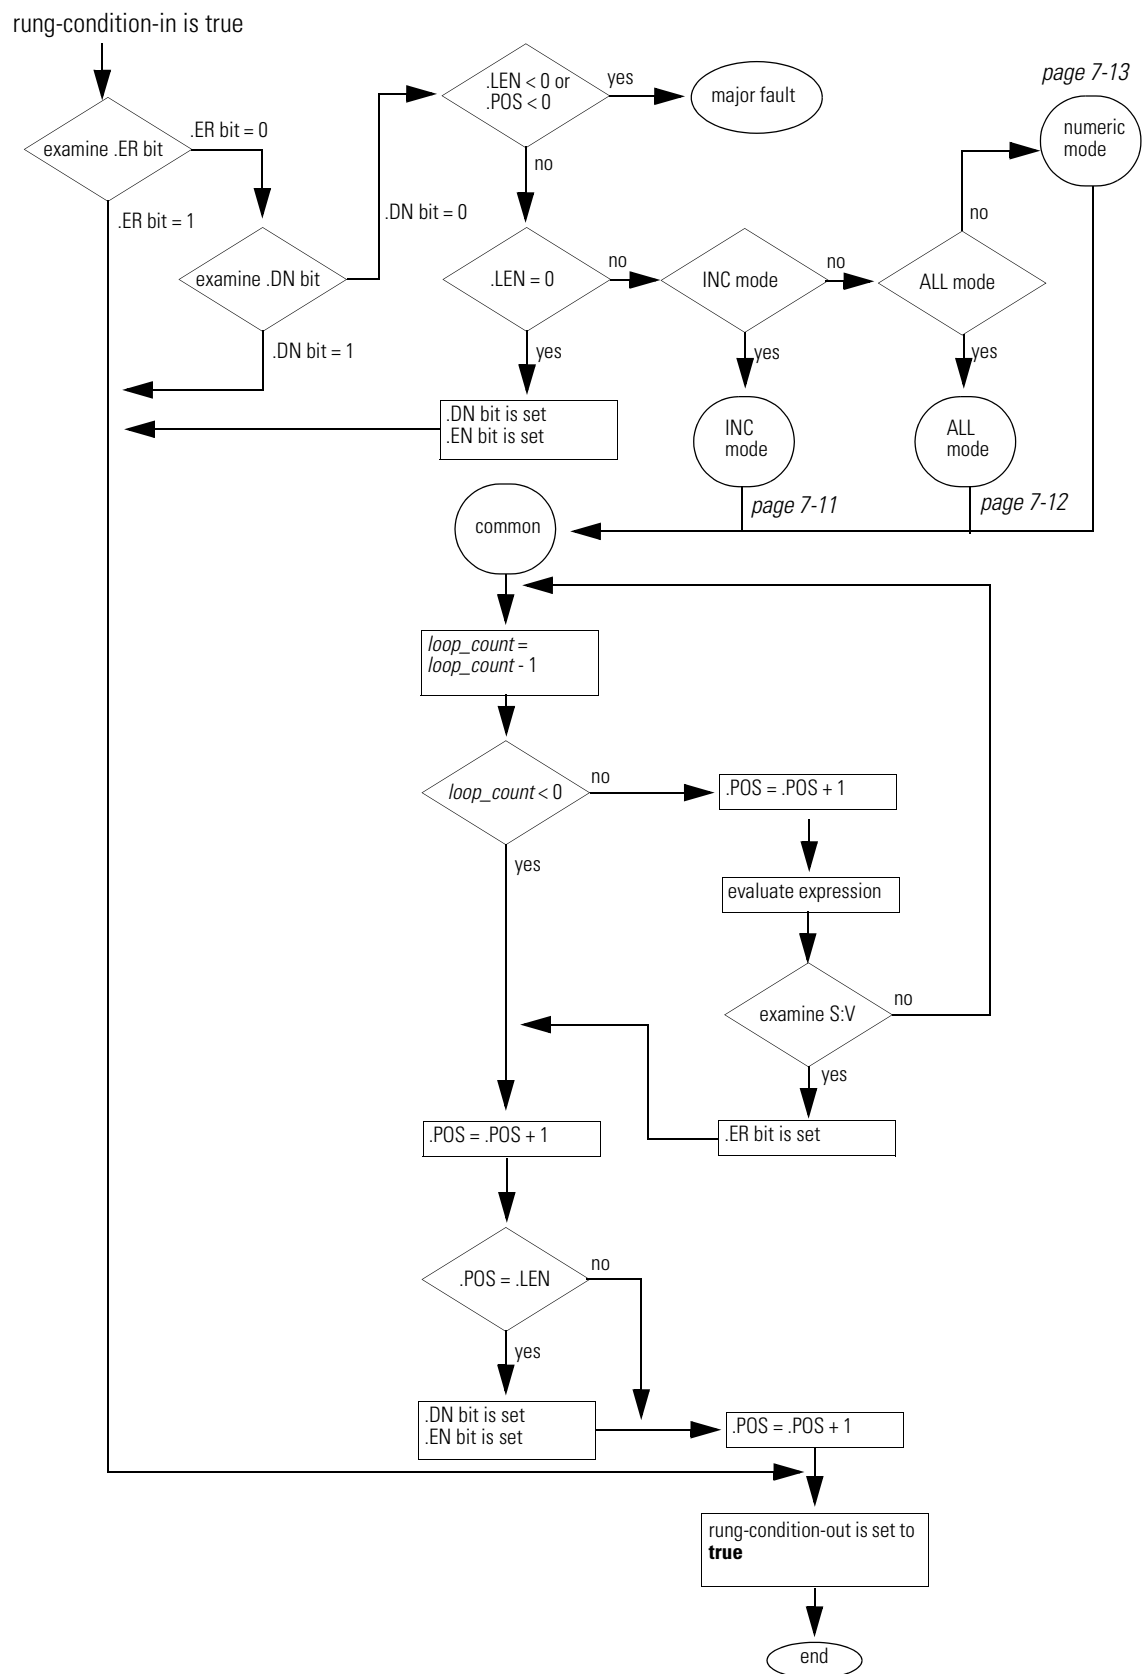 rung-condition-in is true
examine .ER bit
.ER bit = 0
.ER bit = 1
examine .DN bit
.DN bit = 0
.DN bit = 1
.LEN < 0 or
.POS < 0
yes
major fault
no
page 7-13
numeric
mode
.LEN = 0
no
INC mode
no
ALL mode
no
yes
yes
yes
.DN bit is set
.EN bit is set
INC
mode
ALL
mode
page 7-11
page 7-12
common
loop_count =
loop_count - 1
loop_count < 0
no
.POS = .POS + 1
yes
evaluate expression
examine S:V
no
yes
.ER bit is set
.POS = .POS + 1
.POS = .LEN
no
yes
.DN bit is set
.EN bit is set
.POS = .POS + 1
rung-condition-out is set to
true
end